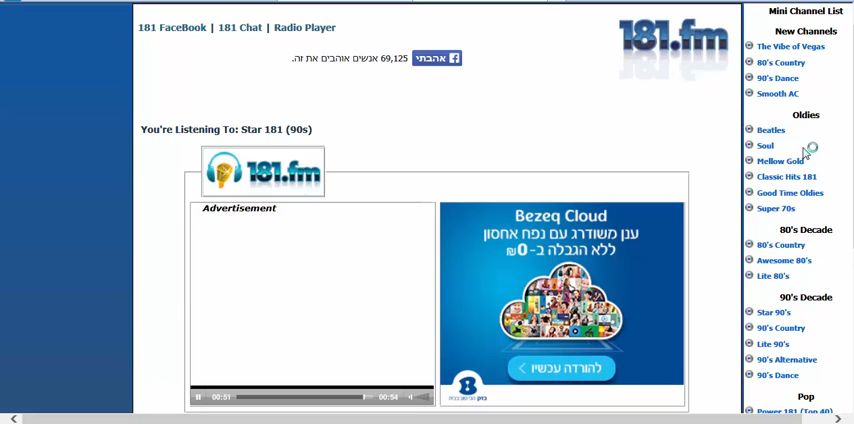 181 FaceBook | 181 Chat | Radio Player
181.fm
69,125 אנשים אוהבים את זה.
אהבתי
You're Listening To: Star 181 (90s)
181.fm
Advertisement
00:51
00:54
Bezeq Cloud
ענן משודרג עם נפח אחסון
ללא הגבלה ב-0₪
להורדה עכשיו
Mini Channel List
New Channels
The Vibe of Vegas
80's Country
90's Dance
Smooth AC
Oldies
Beatles
Soul
Mellow Gold
Classic Hits 181
Good Time Oldies
Super 70s
80's Decade
80's Country
Awesome 80's
Lite 80's
90's Decade
Star 90's
90's Country
Lite 90's
90's Alternative
90's Dance
Pop
Power 181 (Top 40)